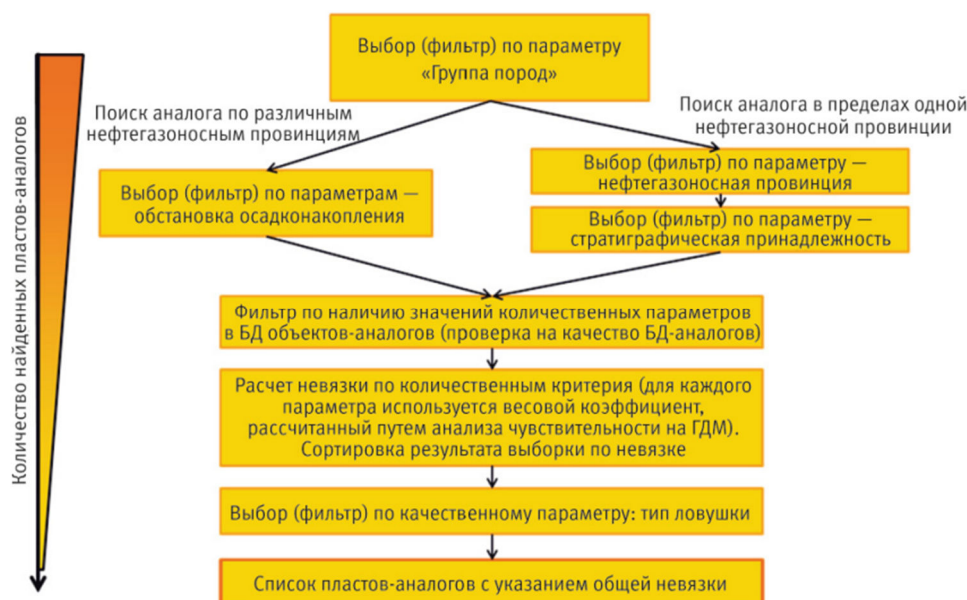 Выбор (фильтр) по параметру
«Группа пород»
Поиск аналога по различным
нефтегазоносным провинциям
Поиск аналога в пределах одной
нефтегазоносной провинции
Выбор (фильтр) по параметрам —
обстановка осадконакопления
Выбор (фильтр) по параметру —
нефтегазоносная провинция
Выбор (фильтр) по параметру —
стратиграфическая принадлежность
Фильтр по наличию значений количественных параметров
в БД объектов-аналогов (проверка на качество БД-аналогов)
Расчет невязки по количественным критерия (для каждого
параметра используется весовой коэффициент,
рассчитанный путем анализа чувствительности на ГДМ).
Сортировка результата выборки по невязке
Выбор (фильтр) по качественному параметру: тип ловушки
Список пластов-аналогов с указанием общей невязки
Количество найденных пластов-аналогов